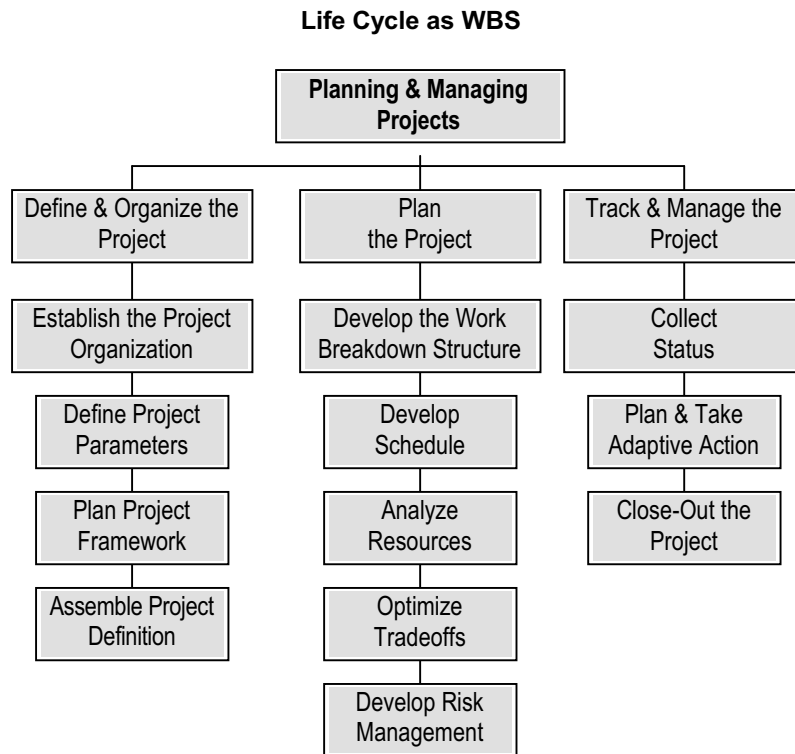 Life Cycle as WBS
Planning & Managing
Projects
Define & Organize the
Project
Establish the Project
Organization
Define Project
Parameters
Plan Project
Framework
Assemble Project
Definition
Plan
the Project
Develop the Work
Breakdown Structure
Develop
Schedule
Analyze
Resources
Optimize
Tradeoffs
Develop Risk
Management
Track & Manage the
Project
Collect
Status
Plan & Take
Adaptive Action
Close-Out the
Project